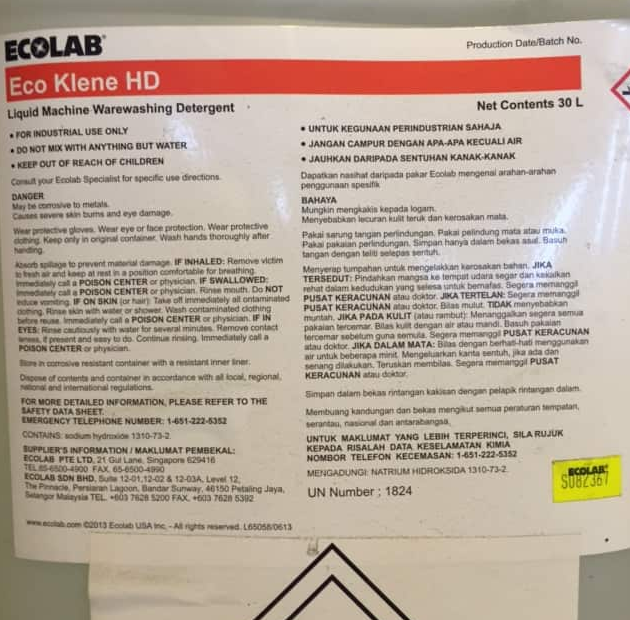 ECOLAB®
Production Date/Batch No.
Eco Klene HD
Liquid Machine Warewashing Detergent
Net Contents 30 L
• FOR INDUSTRIAL USE ONLY
• DO NOT MIX WITH ANYTHING BUT WATER
• KEEP OUT OF REACH OF CHILDREN
Consult your Ecolab Specialist for specific use directions.
DANGER
May be corrosive to metals.
Causes severe skin burns and eye damage.
Wear protective gloves. Wear eye or face protection. Wear protective
clothing. Keep only in original container. Wash hands thoroughly after
handling.
Absorb spillage to prevent material damage. IF INHALED: Remove victim
to fresh air and keep at rest in a position comfortable for breathing.
Immediately call a POISON CENTER or physician. IF SWALLOWED:
Immediately call a POISON CENTER or physician. Rinse mouth. Do NOT
induce vomiting. IF ON SKIN (or hair): Take off immediately all ontaminated
clothing. Rinse skin with water or shower. Wash contaminated clothing
before reuse. Immediately call a POISON CENTER or physician. IF IN
EYES: Rinse cautiously with water for several minutes. Remove contact
lenses, if present and easy to do. Continue rinsing. Immediately call a
POISON CENTER or physician.
Store in corrosive resistant container with a resistant inner liner.
Dispose of contents and container in accordance with all local, regional,
national and international regulations.
FOR MORE DETAILED INFORMATION, PLEASE REFER TO THE
SAFETY DATA SHEET.
EMERGENCY TELEPHONE NUMBER: 1-651-222-5352
CONTAINS: sodium hydroxide 1310-73-2
SUPPLIER'S INFORMATION / MAKLUMAT PEMBEKAL:
ECOLAB PTE LTD, 21 Gul Lane, Singapore 629416
TEL.65-6500-4900 FAX. 65-6500-4990
ECOLAB SDN BHD, Suite 12-01,12-02 & 12-03A, Level 12,
The Pinnacle, Persiaran Lagoon, Bandar Sunway, 46150 Petaling Jaya,
Selangor Malaysia TEL. +603 7628 5200 FAX. +603 7628 5392
www.ecolab.com ©2013 Ecolab USA Inc. - All rights reserved. L65058/0613
• UNTUK KEGUNAAN PERINDUSTRIAN SAHAJA
• JANGAN CAMPUR DENGAN APA-APA KECUALI AIR
• JAUHKAN DARIPADA SENTUHAN KANAK-KANAK
Dapatkan nasihat daripada pakar Ecolab mengenai arahan-arahan
penggunaan spesifik
BAHAYA
Mungkin mengkakis kepada logam.
Menyebabkan lecuran kulit teruk dan kerosakan mata.
Pakai sarung tangan perlindungan. Pakai pelindung mata atau muka.
Pakai pakaian perlindungan. Simpan hanya dalam bekas asal. Basuh
tangan dengan teliti selepas sentuh.
Menyerap tumpahan untuk mengelakkan kerosakan bahan. JIKA
TERSEDUT: Pindahkan mangsa ke tempat udara segar dan kekalkan
rehat dalam kedudukan yang selesa untuk bernafas. Segera memanggil
PUSAT KERACUNAN atau doktor. JIKA TERTELAN: Segera memanggil
PUSAT KERACUNAN atau doktor. Bilas mulut. TIDAK menyebabkan
muntah. JIKA PADA KULIT (atau rambut): Menanggalkan segera semua
pakaian tercemar. Bilas kulit dengan air atau mandi. Basuh pakaian
tercemar sebelum guna semula. Segera memanggil PUSAT KERACUNAN
atau doktor. JIKA DALAM MATA: Bilas dengan berhati-hati menggunakan
air untuk beberapa minit. Mengeluarkan kanta sentuh, jika ada dan
senang dilakukan. Teruskan membilas. Segera memanggil PUSAT
KERACUNAN atau doktor.
Simpan dalam bekas rintangan kakisan dengan pelapik rintangan dalam.
Membuang kandungan dan bekas mengikut semua peraturan tempatan,
serantau, nasional dan antarabangsa.
UNTUK MAKLUMAT YANG LEBIH TERPERINCI, SILA RUJUK
KEPADA RISALAH DATA KESELAMATAN KIMIA
NOMBOR TELEFON KECEMASAN: 1-651-222-5352
MENGADUNGI: NATRIUM HIDROKSIDA 1310-73-2.
UN Number : 1824
ECOLAB®
S082367